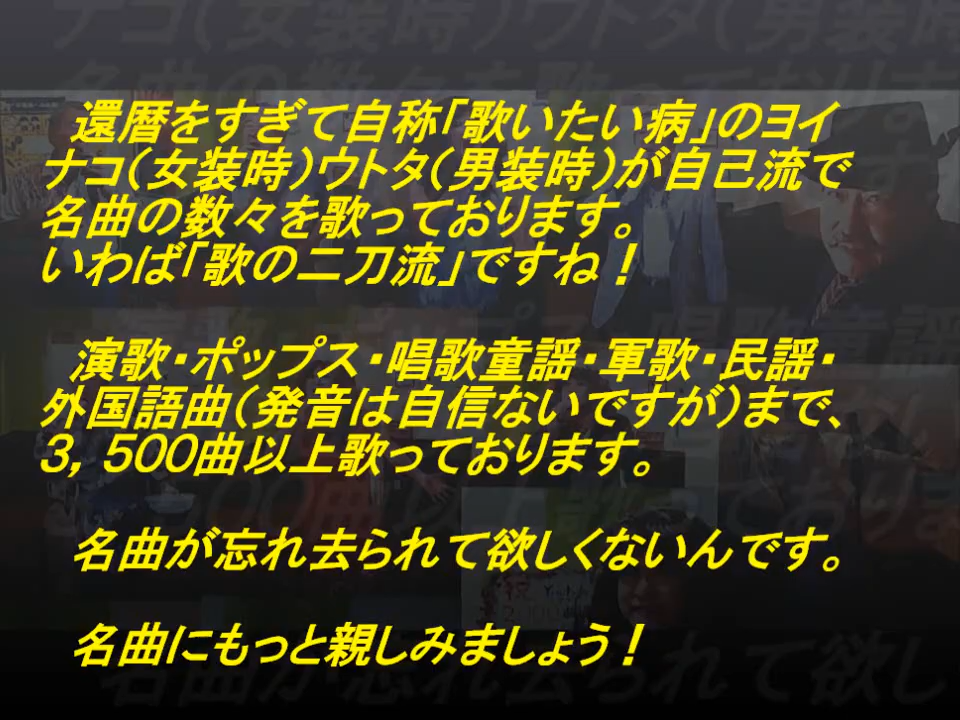 還暦をすぎて自称「歌いたい病」のヨイ
ナコ（女装時）ウトタ（男装時）が自己流で
名曲の数々を歌っております。
いわば「歌の二刀流」ですね！
演歌・ポップス・唱歌童謡・軍歌・民謡・
外国語曲（発音は自信ないですが）まで、
３，５００曲以上歌っております。
名曲が忘れ去られて欲しくないんです。
名曲にもっと親しみましょう！